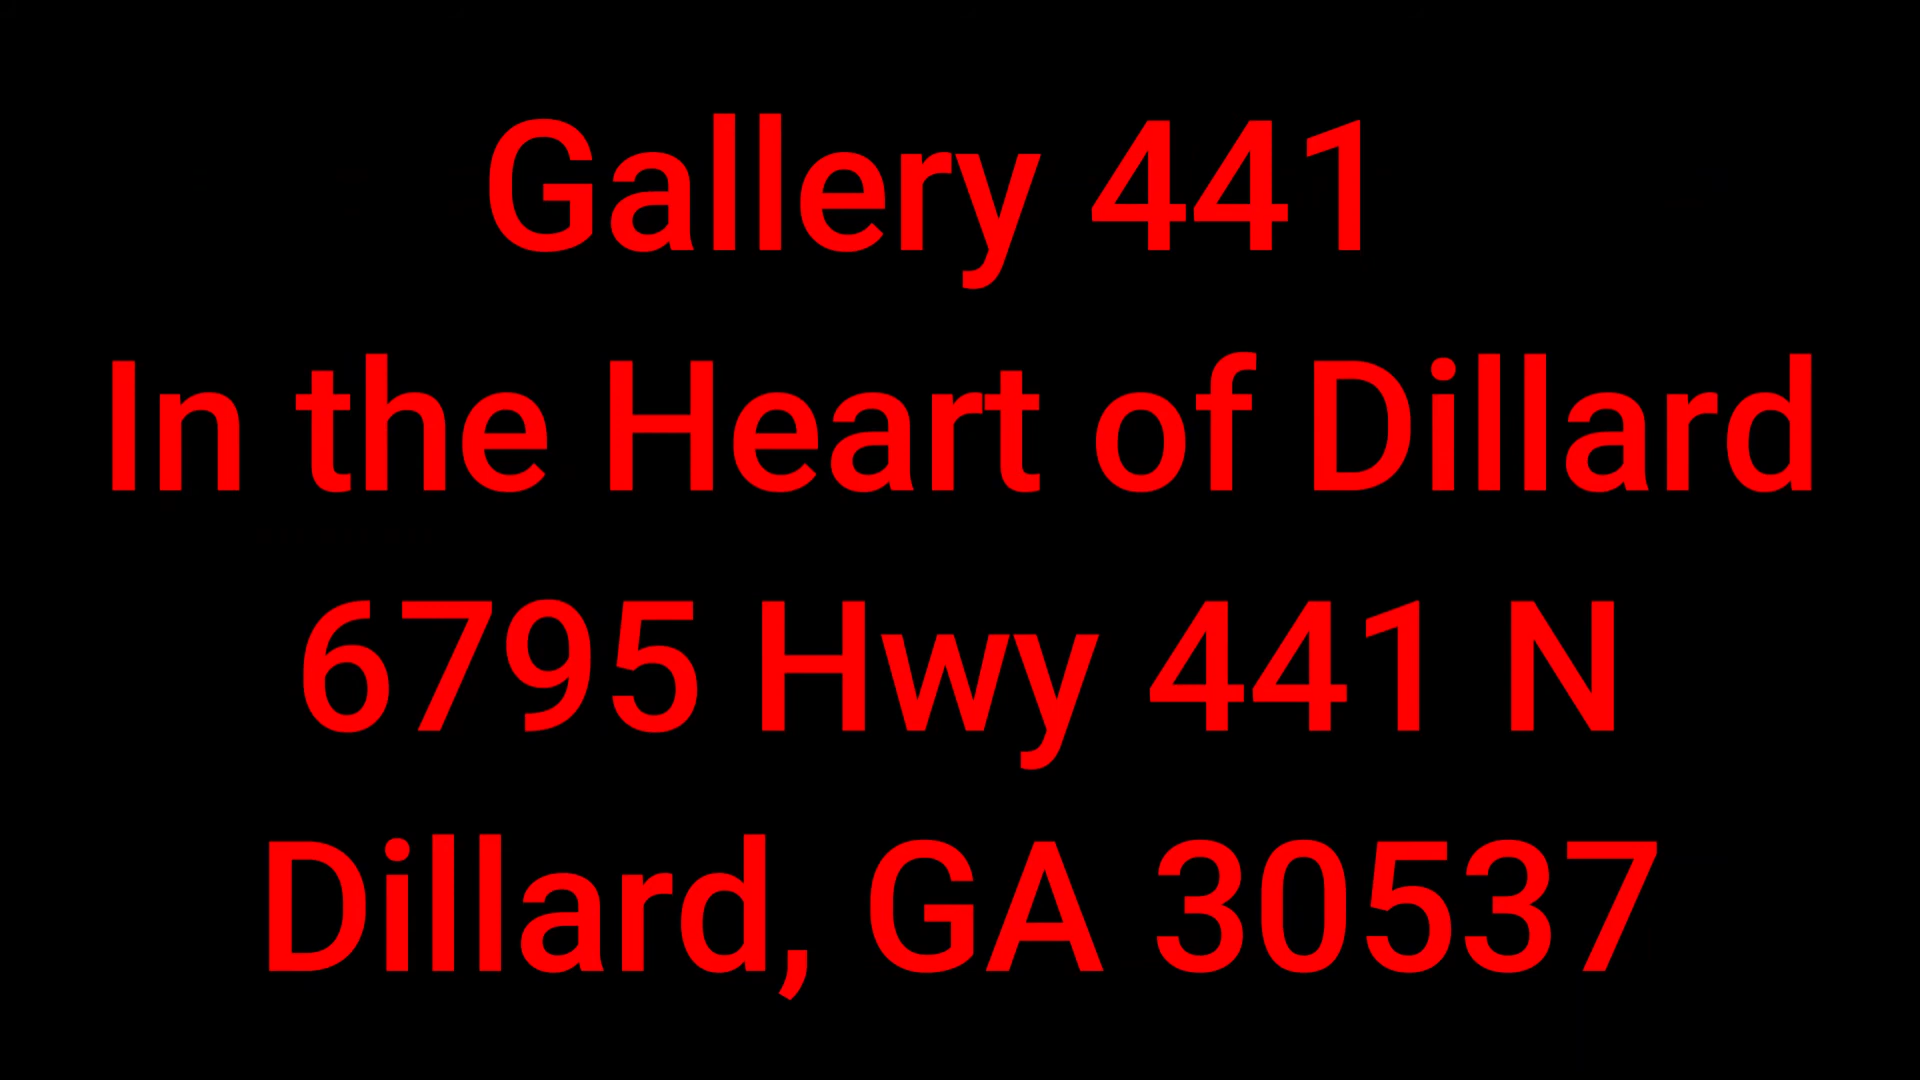 Gallery 441
In the Heart of Dillard
6795 Hwy 441 N
Dillard, GA 30537